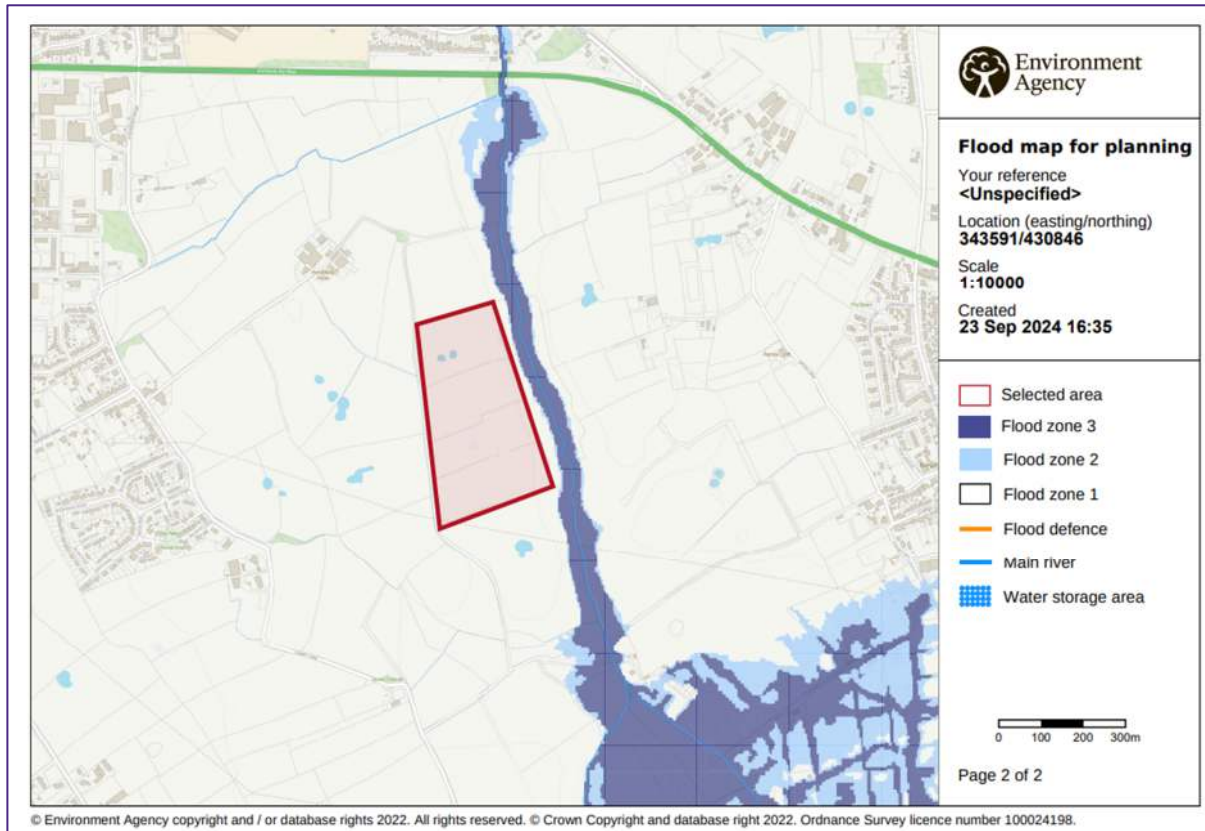 Environment
Agency
Flood map for planning
Your reference
<Unspecified>
Location (easting/northing)
343591/430846
Scale
1:10000
Created
23 Sep 2024 16:35
Selected area
Flood zone 3
Flood zone 2
Flood zone 1
Flood defence
Main river
Water storage area
0 100 200 300m
Page 2 of 2
© Environment Agency copyright and / or database rights 2022. All rights reserved. © Crown Copyright and database right 2022. Ordnance Survey licence number 100024198.